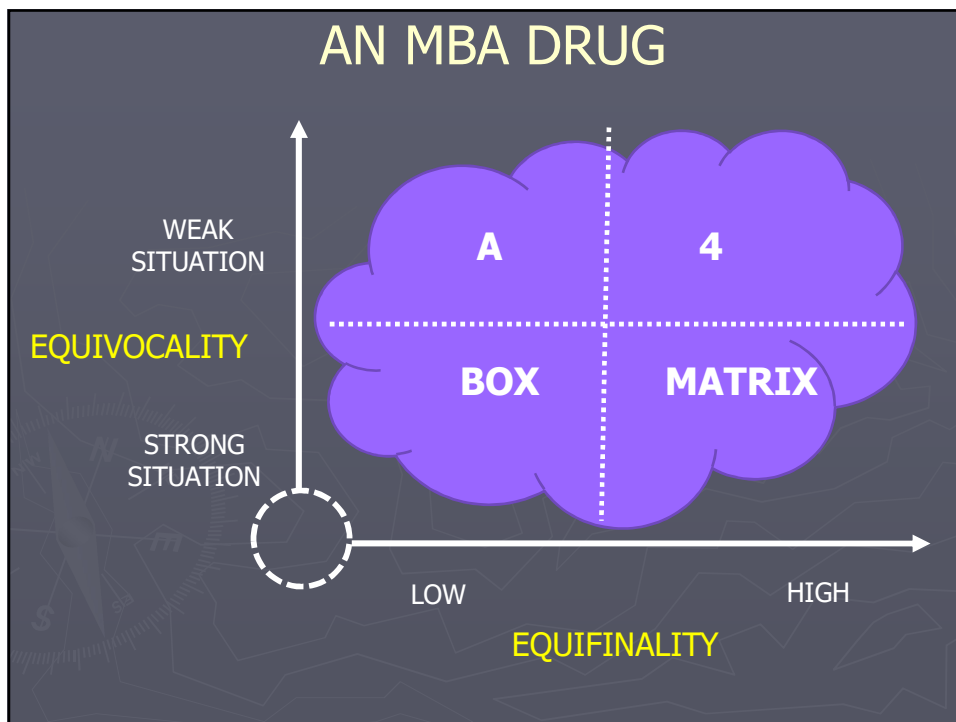 AN MBA DRUG
WEAK
SITUATION
A
4
EQUIVOCALITY
BOX
MATRIX
STRONG
SITUATION
LOW
HIGH
EQUIFINALITY
N
S